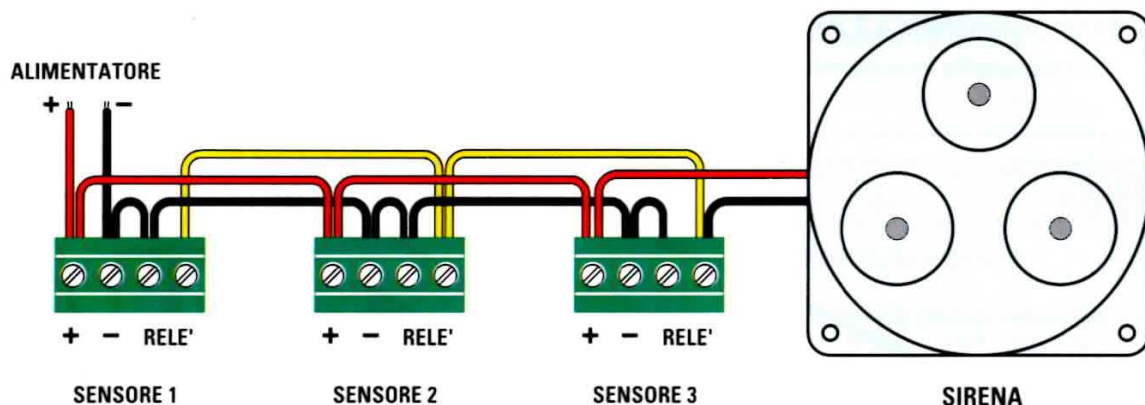 ALIMENTATORE
+ −
+ − RELE' + − RELE' + − RELE'
SENSORE 1 SENSORE 2 SENSORE 3 SIRENA